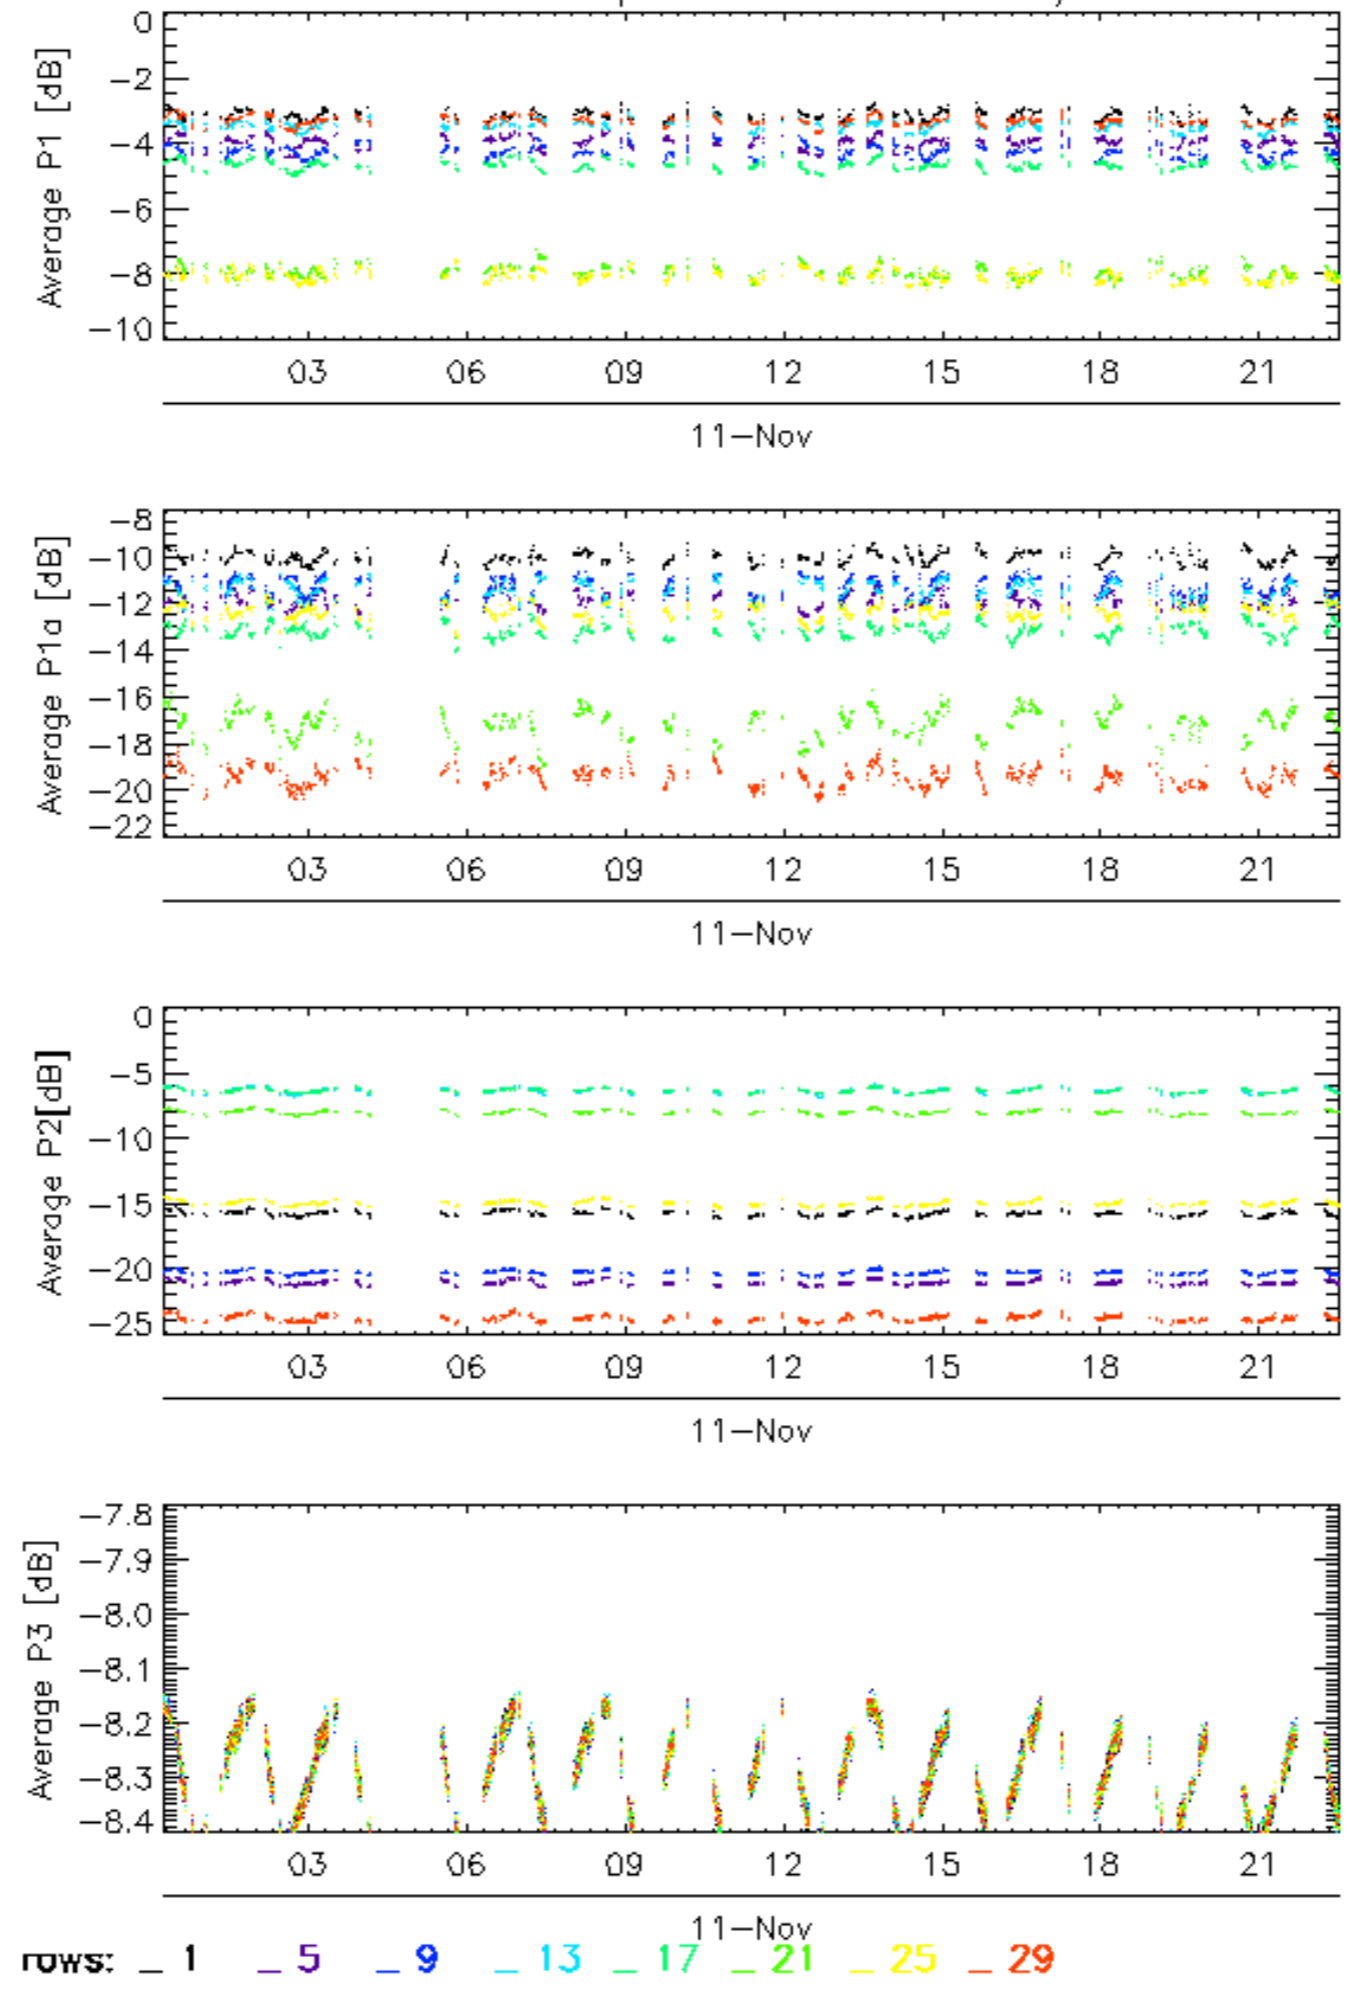 0
-2
-4
-6
-8
-10
Average P1 [dB]
03 06 09 12 15 18 21
11-Nov
-8
-10
-12
-14
-16
-18
-20
-22
Average P1a [dB]
03 06 09 12 15 18 21
11-Nov
0
-5
-10
-15
-20
-25
Average P2[dB]
03 06 09 12 15 18 21
11-Nov
-7.8
-7.9
-8.0
-8.1
-8.2
-8.3
-8.4
Average P3 [dB]
03 06 09 12 15 18 21
11-Nov
rows: _ 1 _ 5 _ 9 _ 13 _ 17 _ 21 _ 25 _ 29